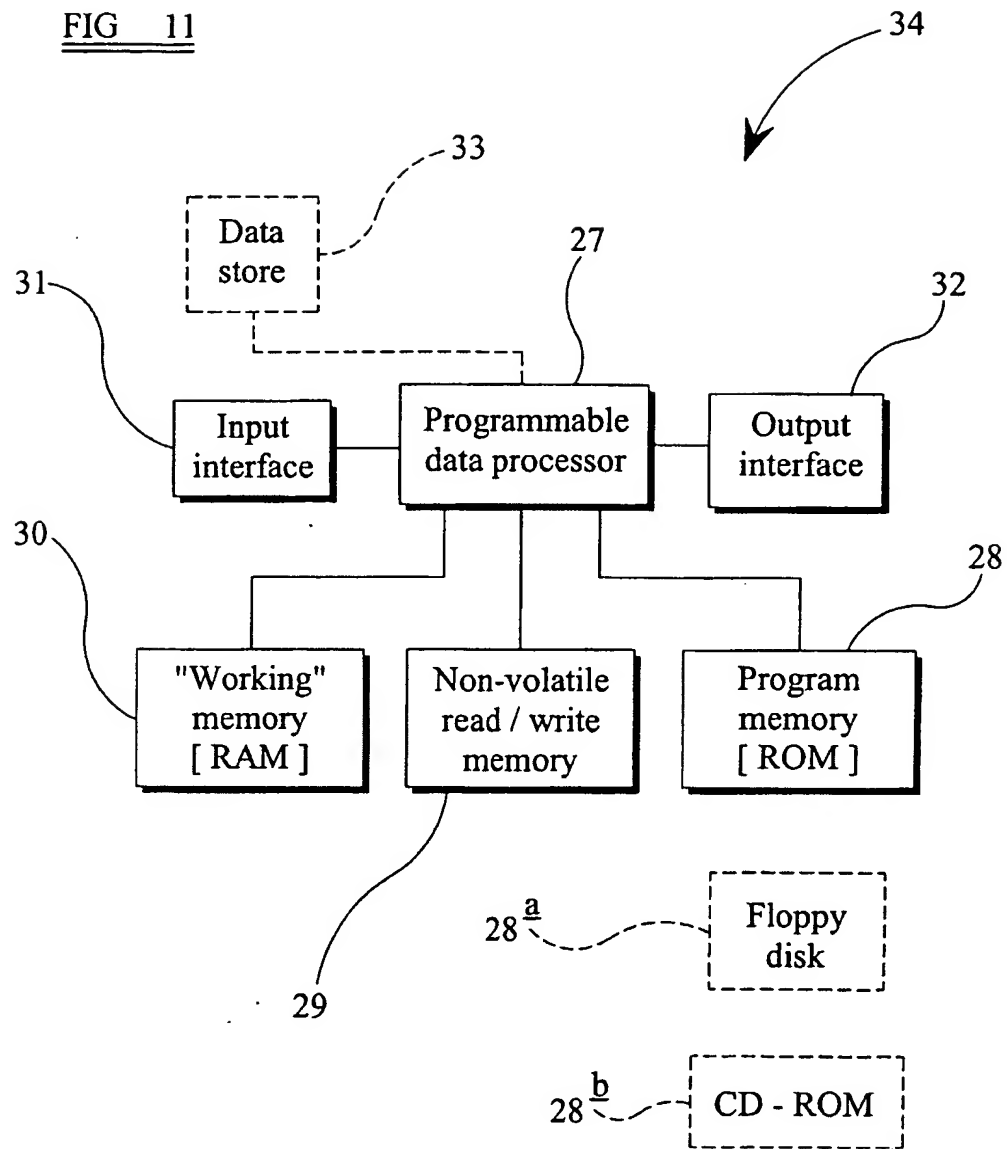 FIG 11
34
33
Data
store
27
31
32
Input
interface
Programmable
data processor
Output
interface
30
28
"Working"
memory
[ RAM ]
Non-volatile
read / write
memory
Program
memory
[ ROM ]
29
28a
Floppy
disk
28b
CD - ROM